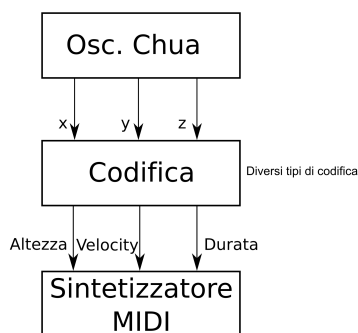 Osc. Chua
x y z
Codifica
Diversi tipi di codifica
Altezza Velocity Durata
Sintetizzatore
MIDI